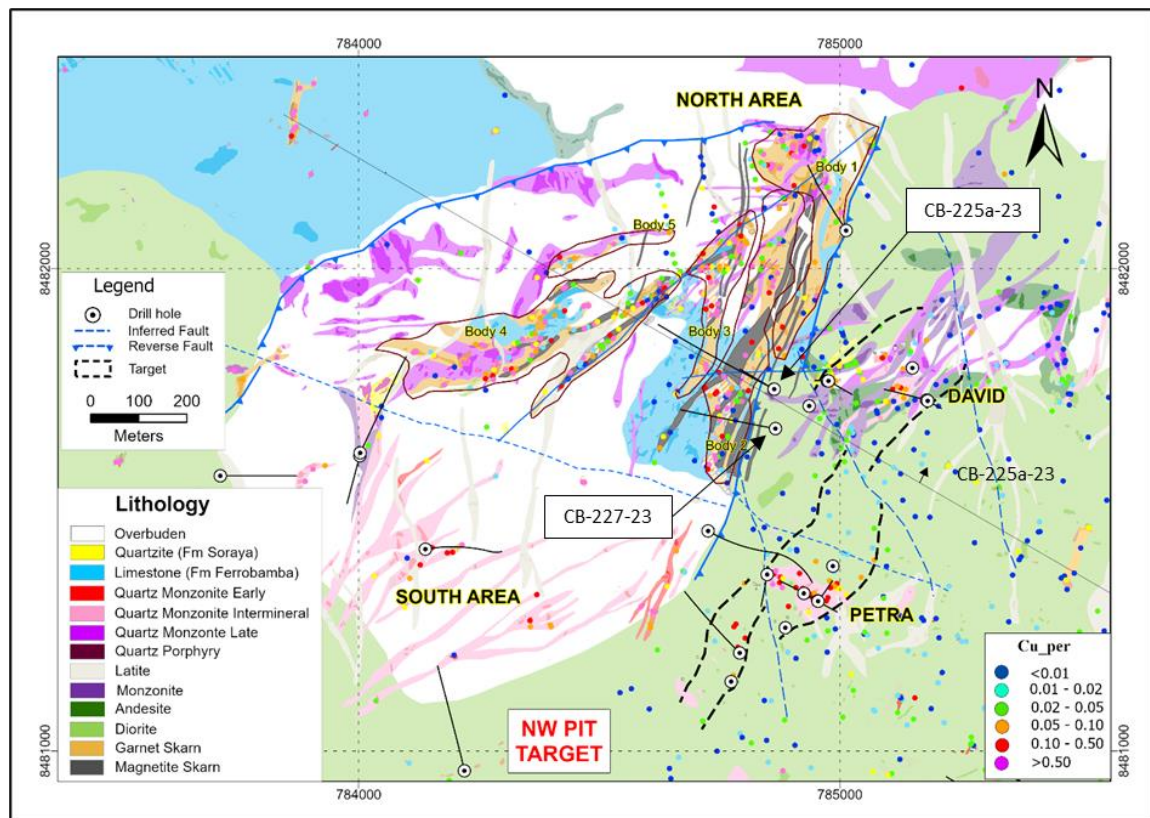 784000
785000
NORTH AREA
N
Body 1
CB-225a-23
Body 5
8482000
8482000
Legend
Drill hole
Inferred Fault
Reverse Fault
Target
0 100 200
Meters
Body 4
Body 3
DAVID
Body 2
CB-225a-23
CB-227-23
Lithology
Overbuden
Quartzite (Fm Soraya)
Limestone (Fm Ferrobamba)
Quartz Monzonite Early
Quartz Monzonite Intermineral
Quartz Monzonte Late
Quartz Porphyry
Latite
Monzonite
Andesite
Diorite
Garnet Skarn
Magnetite Skarn
SOUTH AREA
PETRA
NW PIT
TARGET
Cu_per
<0.01
0.01 - 0.02
0.02 - 0.05
0.05 - 0.10
0.10 - 0.50
>0.50
8481000
8481000
784000
785000